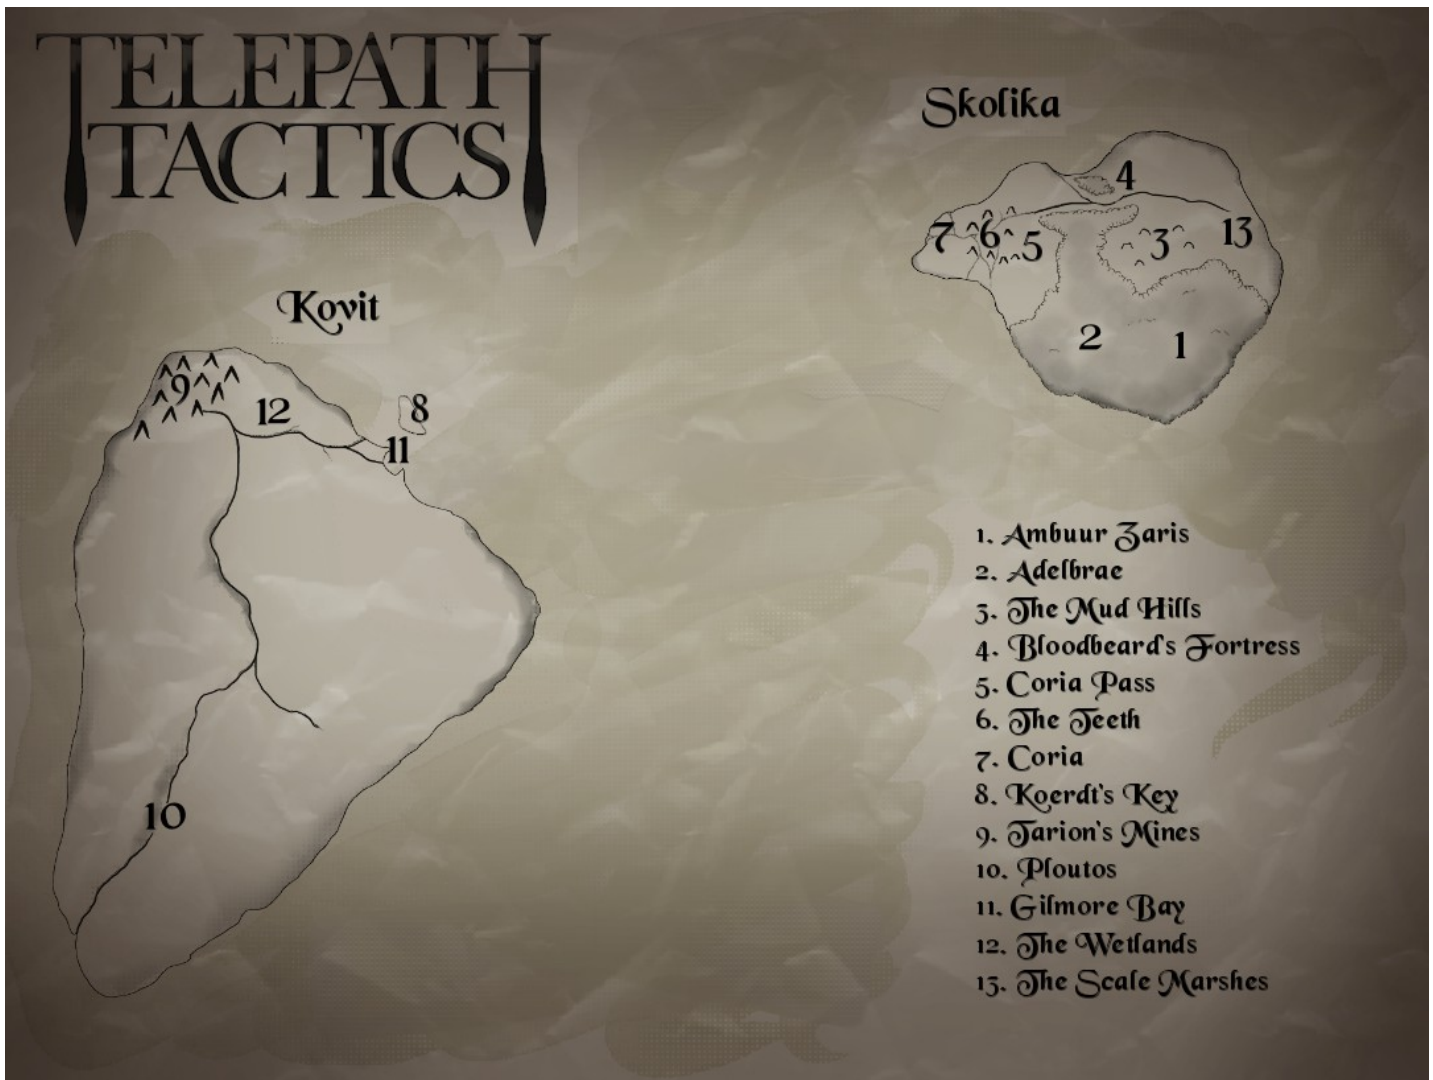 TELEPATH
TACTICS
Skolika
4
7
6
5
3
13
2
1
Kovit
9
12
8
11
10
1. Ambuur Zaris
2. Adelbrae
3. The Mud Hills
4. Bloodbeard's Fortress
5. Coria Pass
6. The Teeth
7. Coria
8. Koerdt's Key
9. Tarion's Mines
10. Ploutos
11. Gilmore Bay
12. The Wetlands
13. The Scale Marshes